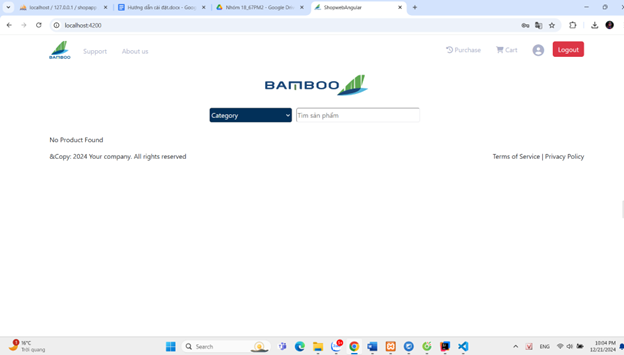 localhost / 127.0.0.1 / shopapp
Hướng dẫn cài đặt.docx - Goog
Nhóm 18_67PM2 - Google Driv
ShopwebAngular
localhost:4200
BAMBOO
Support
About us
Purchase
Cart
Logout
BAMBOO
Category
Tìm sản phẩm
No Product Found
&Copy: 2024 Your company. All rights reserved
Terms of Service | Privacy Policy
16°C
Trời quang
Search
ENG
10:04 PM
12/21/2024